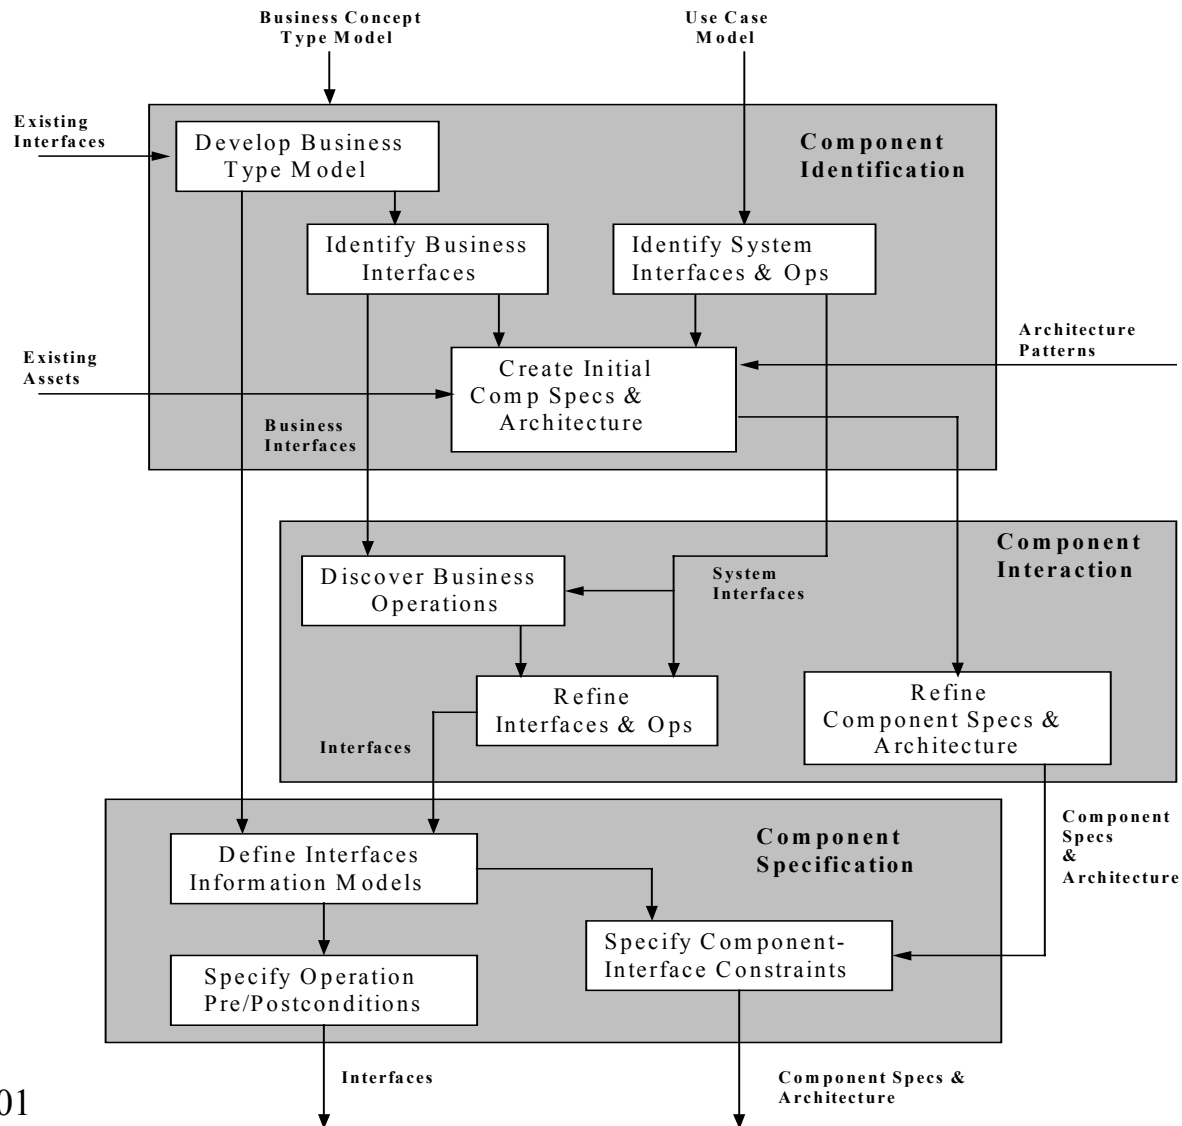 Business Concept
Type Model
Use Case
Model
Existing
Interfaces
Develop Business
Type Model
Component
Identification
Identify Business
Interfaces
Identify System
Interfaces & Ops
Architecture
Patterns
Existing
Assets
Create Initial
Comp Specs &
Architecture
Business
Interfaces
Component
Interaction
Discover Business
Operations
System
Interfaces
Refine
Interfaces & Ops
Refine
Component Specs &
Architecture
Interfaces
Component
Specs
&
Architecture
Component
Specification
Define Interfaces
Information Models
Specify Component-
Interface Constraints
Specify Operation
Pre/Postconditions
Interfaces
Component Specs &
Architecture
01